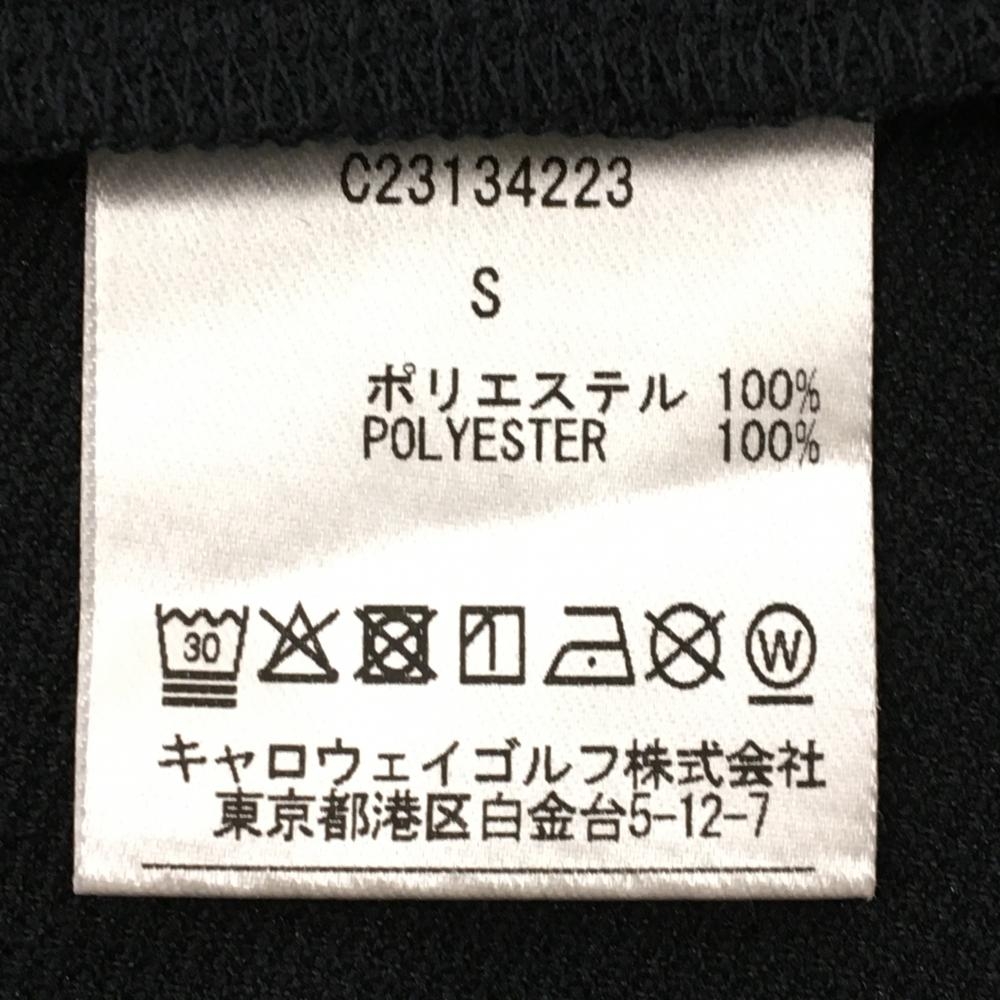 C23134223
S
ポリエステル 100%
POLYESTER 100%
30 W
キャロウェイゴルフ株式会社
東京都港区白金台5-12-7